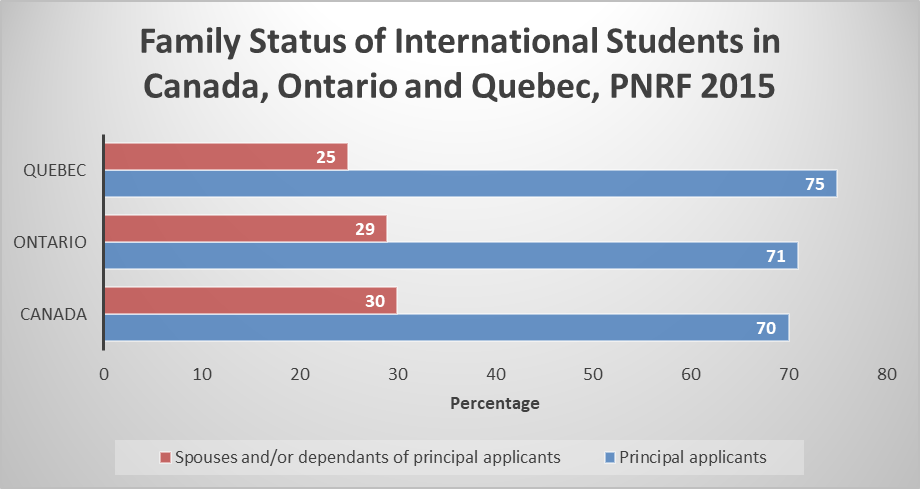 Family Status of International Students in
Canada, Ontario and Quebec, PNRF 2015
QUEBEC
25
75
ONTARIO
29
71
CANADA
30
70
0 10 20 30 40 50 60 70 80
Percentage
Spouses and/or dependants of principal applicants Principal applicants